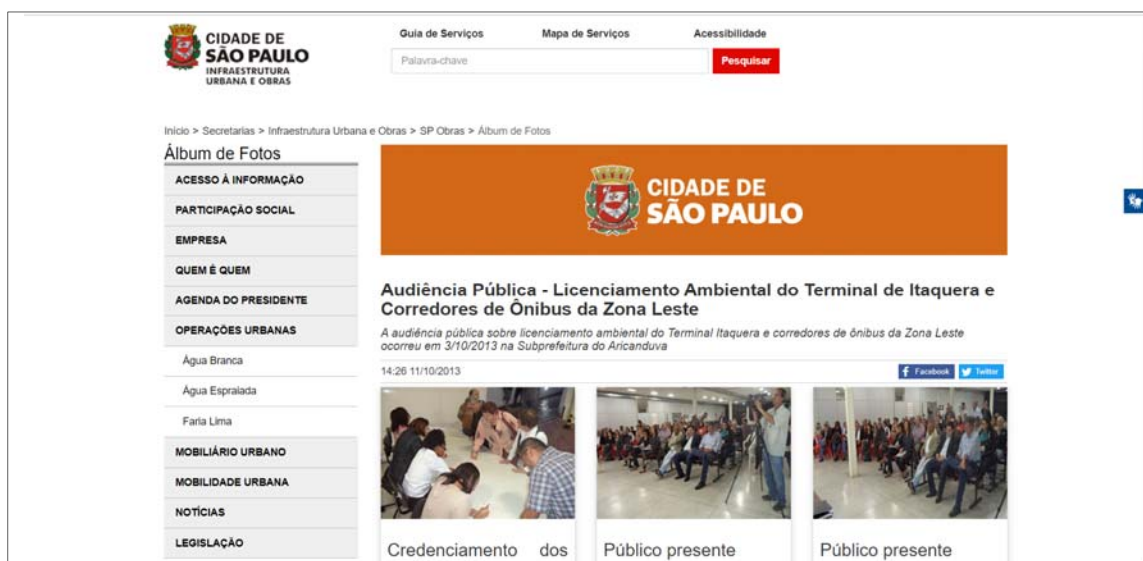 CIDADE DE
SÃO PAULO
INFRAESTRUTURA
URBANA E OBRAS
Guia de Serviços
Mapa de Serviços
Acessibilidade
Palavra-chave
Pesquisar
Início > Secretarias > Infraestrutura Urbana e Obras > SP Obras > Álbum de Fotos
Álbum de Fotos
ACESSO À INFORMAÇÃO
PARTICIPAÇÃO SOCIAL
EMPRESA
QUEM É QUEM
AGENDA DO PRESIDENTE
OPERAÇÕES URBANAS
Água Branca
Água Espraiada
Faria Lima
MOBILIÁRIO URBANO
MOBILIDADE URBANA
NOTÍCIAS
LEGISLAÇÃO
CIDADE DE
SÃO PAULO
Audiência Pública - Licenciamento Ambiental do Terminal de Itaquera e
Corredores de Ônibus da Zona Leste
A audiência pública sobre licenciamento ambiental do Terminal Itaquera e corredores de ônibus da Zona Leste
ocorreu em 3/10/2013 na Subprefeitura do Aricanduva
14:26 11/10/2013
Facebook
Twitter
Credenciamento dos
Público presente
Público presente